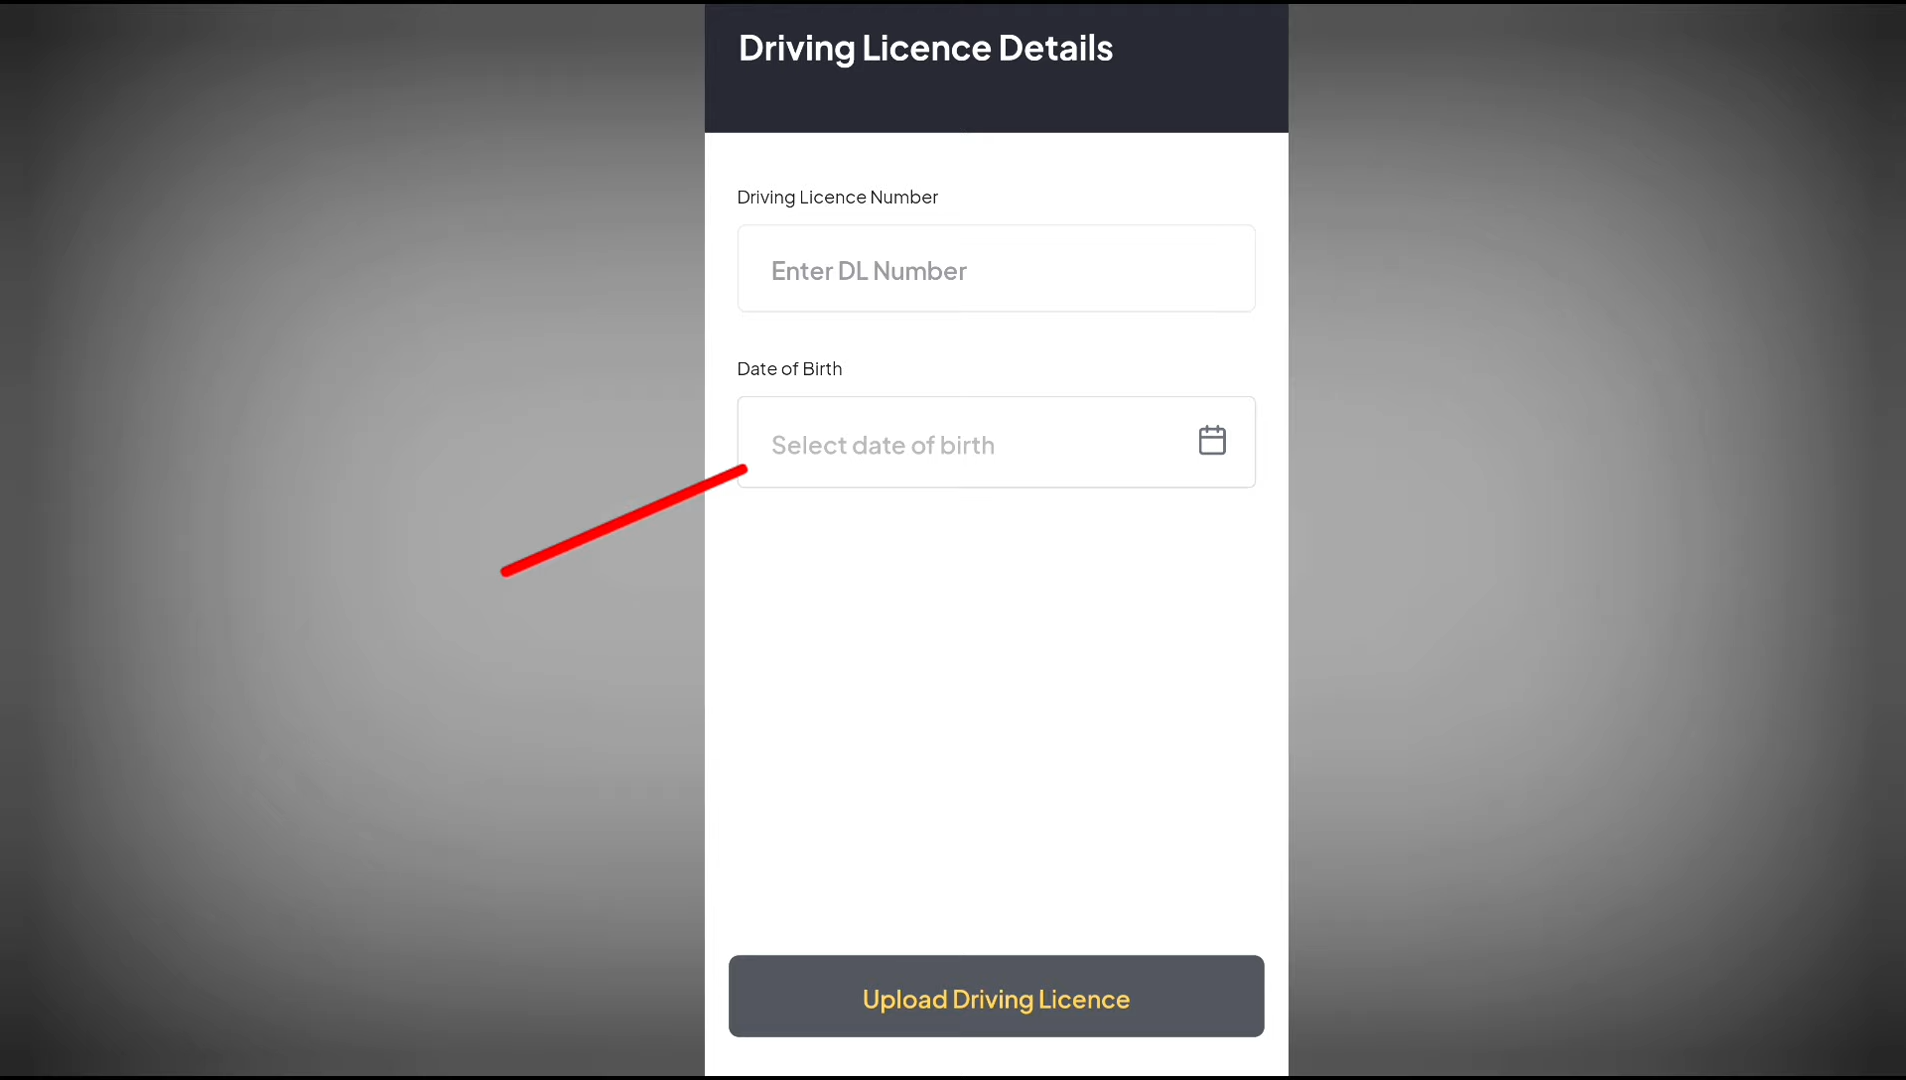 Driving Licence Details
Driving Licence Number
Enter DL Number
Date of Birth
Select date of birth
Upload Driving Licence